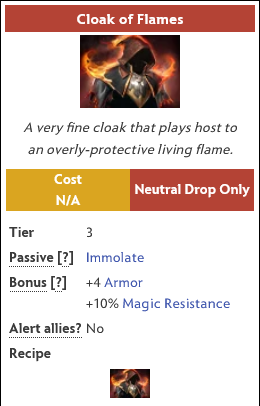 Cloak of Flames
A very fine cloak that plays host to
an overly-protective living flame.
Cost
N/A
Neutral Drop Only
Tier 3
Passive [?] Immolate
Bonus [?] +4 Armor
+10% Magic Resistance
Alert allies? No
Recipe